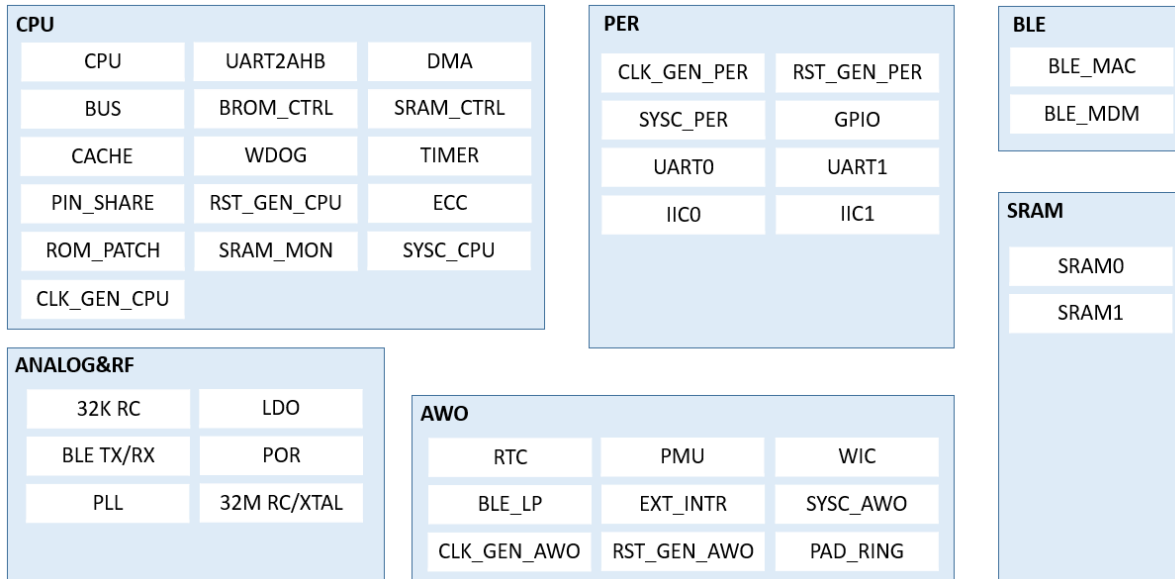 CPU
CPU UART2AHB DMA
BUS BROM_CTRL SRAM_CTRL
CACHE WDOG TIMER
PIN_SHARE RST_GEN_CPU ECC
ROM_PATCH SRAM_MON SYSC_CPU
CLK_GEN_CPU
PER
CLK_GEN_PER RST_GEN_PER
SYSC_PER GPIO
UART0 UART1
IIC0 IIC1
BLE
BLE_MAC
BLE_MDM
SRAM
SRAM0
SRAM1
ANALOG&RF
32K RC LDO
BLE TX/RX POR
PLL 32M RC/XTAL
AWO
RTC PMU WIC
BLE_LP EXT_INTR SYSC_AWO
CLK_GEN_AWO RST_GEN_AWO PAD_RING